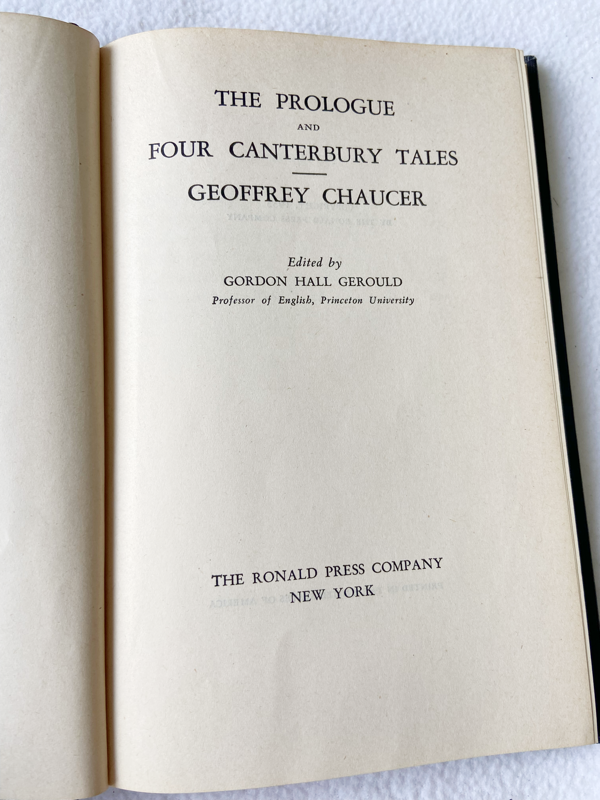 THE PROLOGUE
AND
FOUR CANTERBURY TALES
GEOFFREY CHAUCER
Edited by
GORDON HALL GEROULD
Professor of English, Princeton University
THE RONALD PRESS COMPANY
NEW YORK